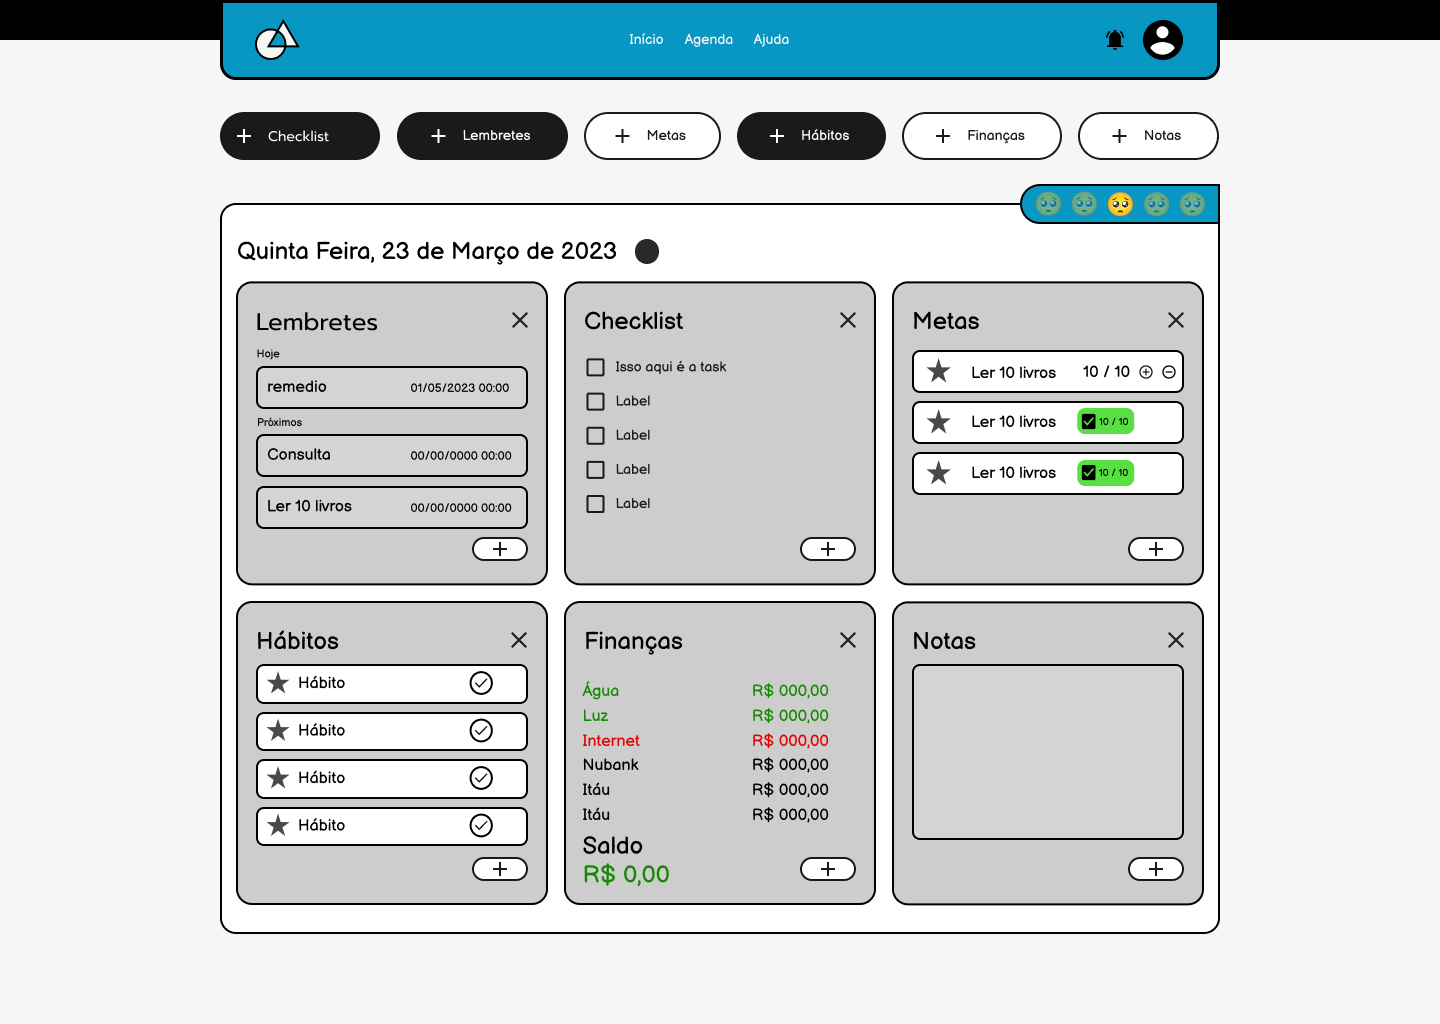 Início Agenda Ajuda
Checklist Lembretes Metas Hábitos Finanças Notas
Quinta Feira, 23 de Março de 2023
Lembretes
Hoje
remedio 01/05/2023 00:00
Próximos
Consulta 00/00/0000 00:00
Ler 10 livros 00/00/0000 00:00
Checklist
Isso aqui é a task
Label
Label
Label
Label
Metas
Ler 10 livros 10 / 10
Ler 10 livros 10 / 10
Ler 10 livros 10 / 10
Hábitos
Hábito
Hábito
Hábito
Hábito
Finanças
Água R$ 000,00
Luz R$ 000,00
Internet R$ 000,00
Nubank R$ 000,00
Itáu R$ 000,00
Itáu R$ 000,00
Saldo
R$ 0,00
Notas